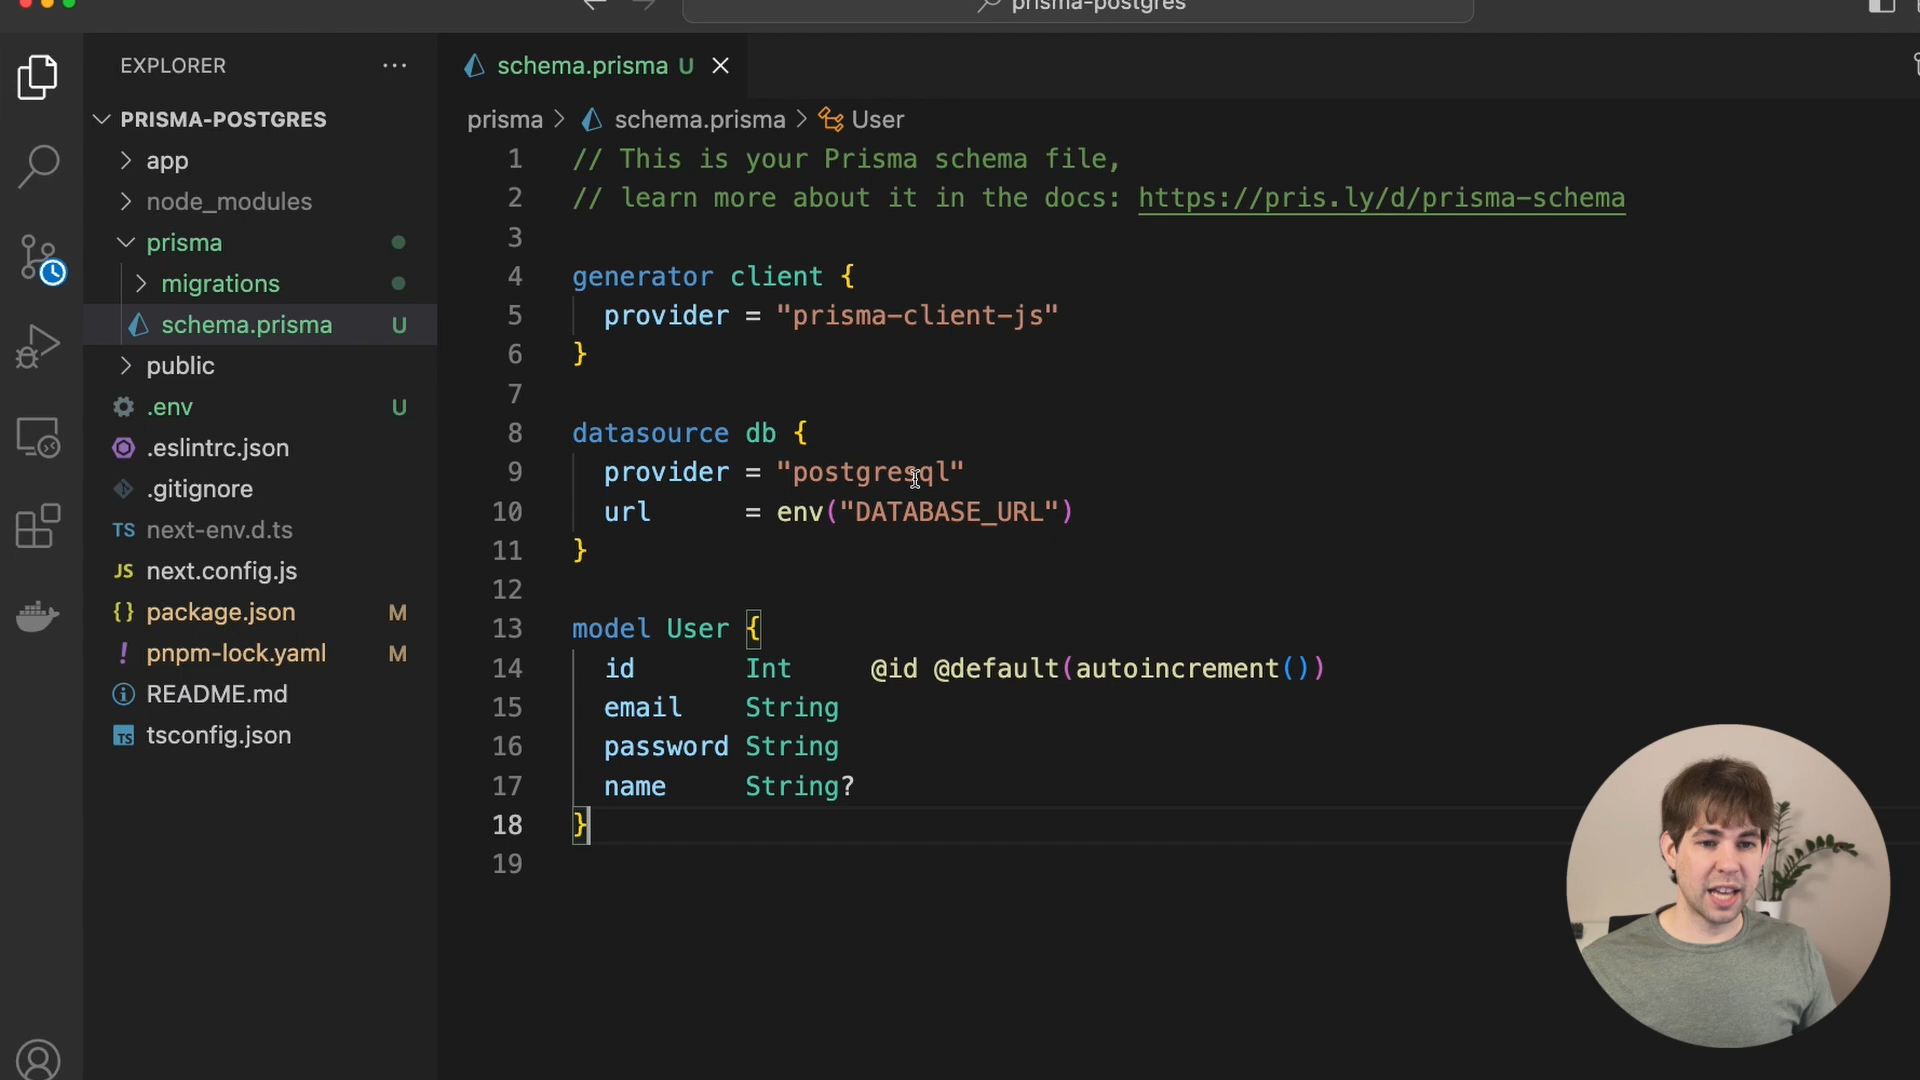 prisma-postgres
EXPLORER
PRISMA-POSTGRES
app
node_modules
prisma
migrations
schema.prisma U
public
.env U
.eslintrc.json
.gitignore
TS next-env.d.ts
JS next.config.js
{} package.json M
! pnpm-lock.yaml M
README.md
TS tsconfig.json
schema.prisma U
prisma > schema.prisma > User
1 // This is your Prisma schema file,
2 // learn more about it in the docs: https://pris.ly/d/prisma-schema
3
4 generator client {
5 provider = "prisma-client-js"
6 }
7
8 datasource db {
9 provider = "postgresql"
10 url = env("DATABASE_URL")
11 }
12
13 model User {
14 id Int @id @default(autoincrement())
15 email String
16 password String
17 name String?
18 }
19